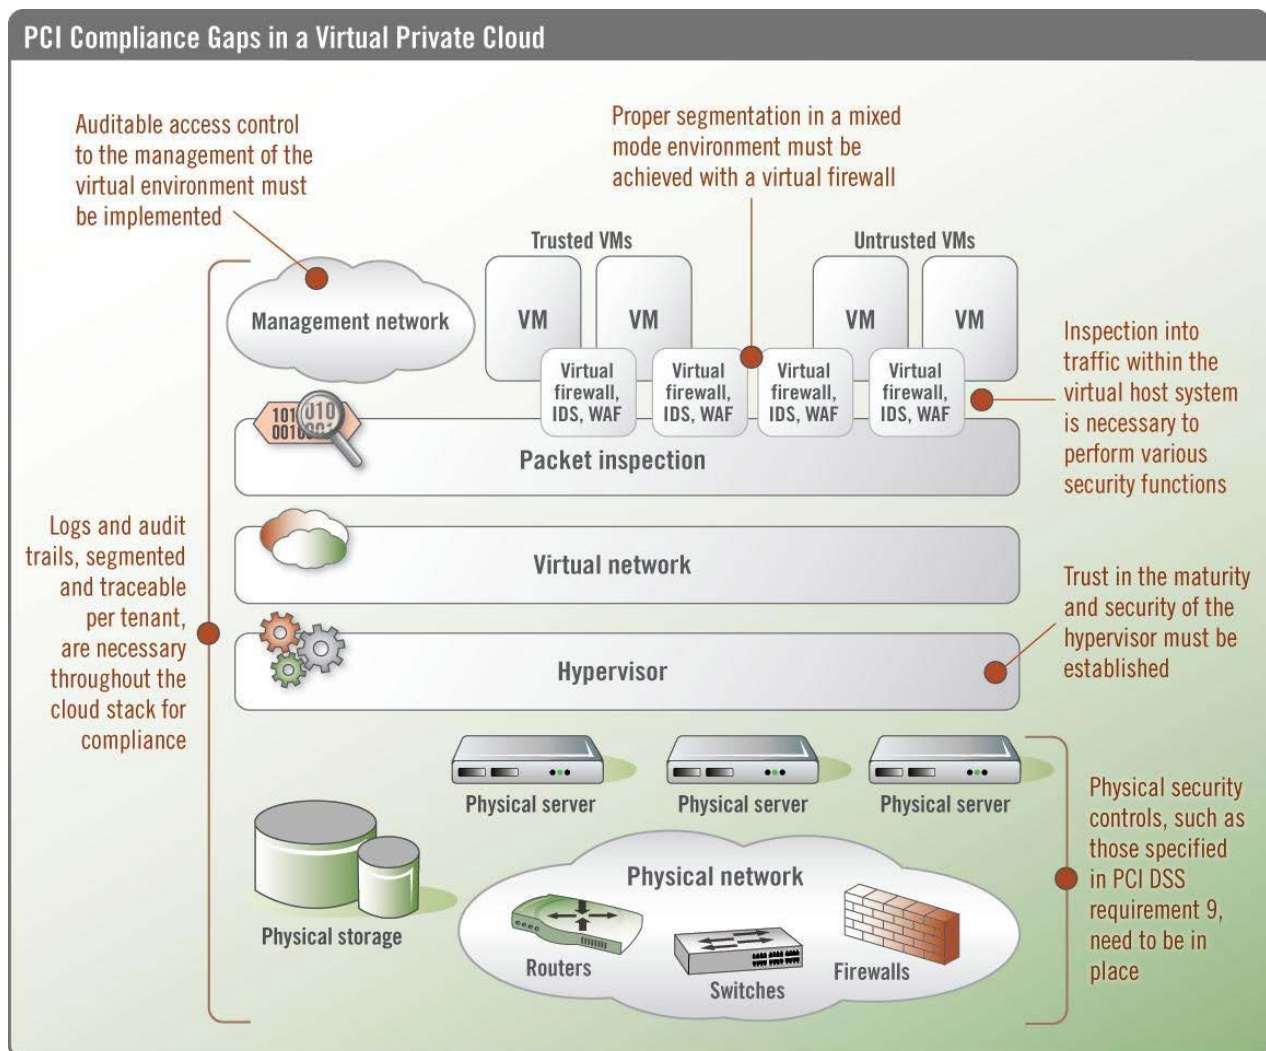 PCI Compliance Gaps in a Virtual Private Cloud
Auditable access control
to the management of the
virtual environment must
be implemented
Proper segmentation in a mixed
mode environment must be
achieved with a virtual firewall
Trusted VMs
Untrusted VMs
Management network
VM
VM
VM
VM
Virtual
firewall,
IDS, WAF
Virtual
firewall,
IDS, WAF
Virtual
firewall,
IDS, WAF
Virtual
firewall,
IDS, WAF
Inspection into
traffic within the
virtual host system
is necessary to
perform various
security functions
Packet inspection
Logs and audit
trails, segmented
and traceable
per tenant,
are necessary
throughout the
cloud stack for
compliance
Virtual network
Trust in the maturity
and security of the
hypervisor must be
established
Hypervisor
Physical server
Physical server
Physical server
Physical security
controls, such as
those specified
in PCI DSS
requirement 9,
need to be in
place
Physical storage
Physical network
Routers
Switches
Firewalls